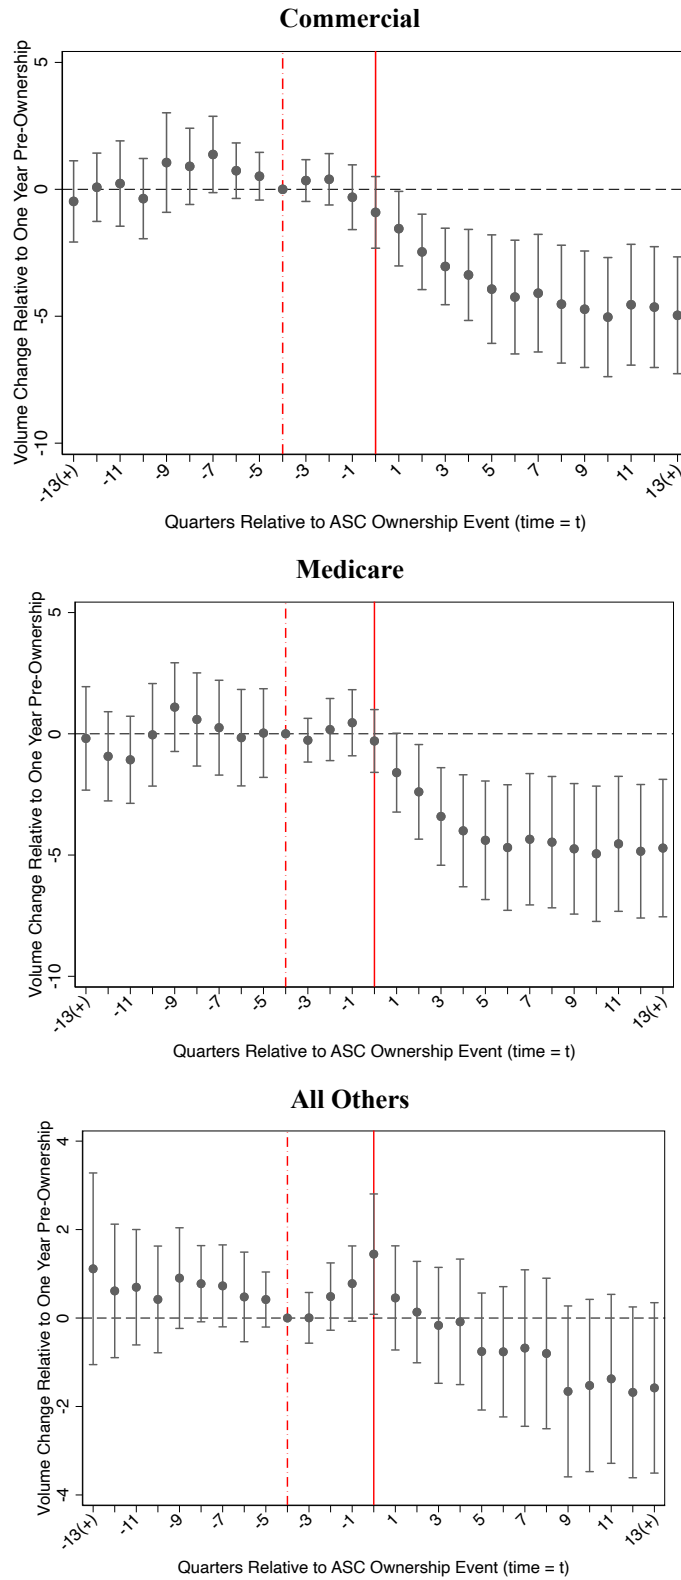 Commercial
Volume Change Relative to One Year Pre-Ownership
5
0
-5
-10
-13(+) -11 -9 -7 -5 -3 -1 1 3 5 7 9 11 13(+)
Quarters Relative to ASC Ownership Event (time = t)
Medicare
Volume Change Relative to One Year Pre-Ownership
5
0
-5
-10
-13(+) -11 -9 -7 -5 -3 -1 1 3 5 7 9 11 13(+)
Quarters Relative to ASC Ownership Event (time = t)
All Others
Volume Change Relative to One Year Pre-Ownership
4
2
0
-2
-4
-13(+) -11 -9 -7 -5 -3 -1 1 3 5 7 9 11 13(+)
Quarters Relative to ASC Ownership Event (time = t)